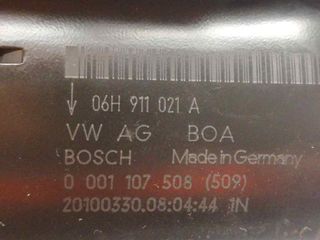 06H 911 021 A
VW AG BOA
BOSCH Made in Germany
0 001 107 508 (509)
20100330.08:04:44 1N